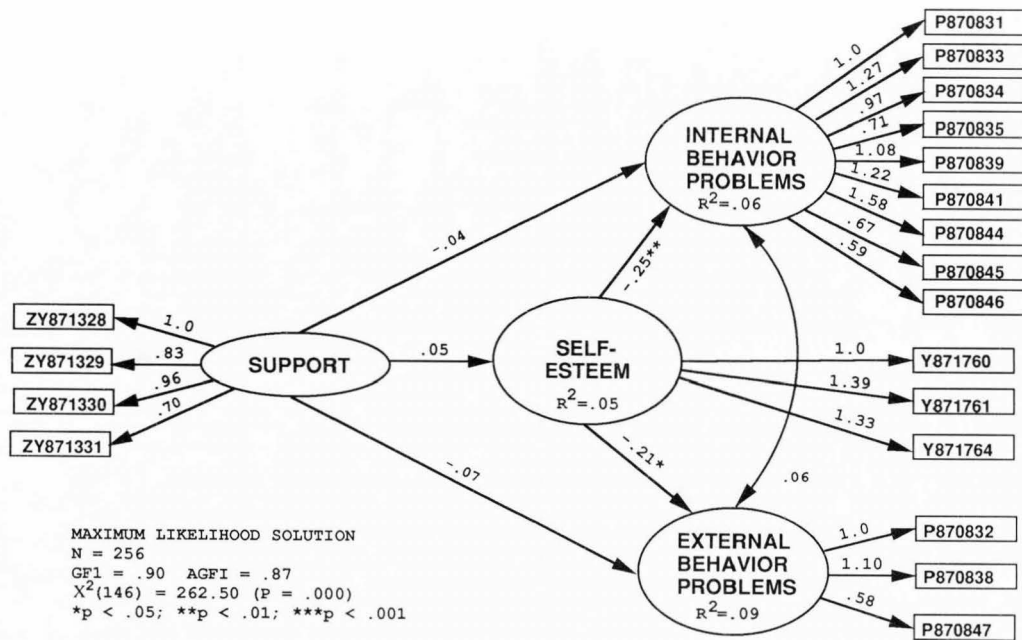 P870831
P870833
P870834
P870835
P870839
P870841
P870844
P870845
P870846
1.0
1.27
.97
.71
1.08
1.22
1.58
.67
.59
INTERNAL
BEHAVIOR
PROBLEMS
R²=.06
-.04
-.25**
ZY871328
ZY871329
ZY871330
ZY871331
1.0
.83
.96
.70
SUPPORT
.05
SELF-
ESTEEM
R²=.05
1.0
1.39
1.33
Y871760
Y871761
Y871764
-.21*
-.07
.06
EXTERNAL
BEHAVIOR
PROBLEMS
R²=.09
1.0
1.10
.58
P870832
P870838
P870847
MAXIMUM LIKELIHOOD SOLUTION
N = 256
GF1 = .90 AGFI = .87
X²(146) = 262.50 (P = .000)
*p < .05; **p < .01; ***p < .001